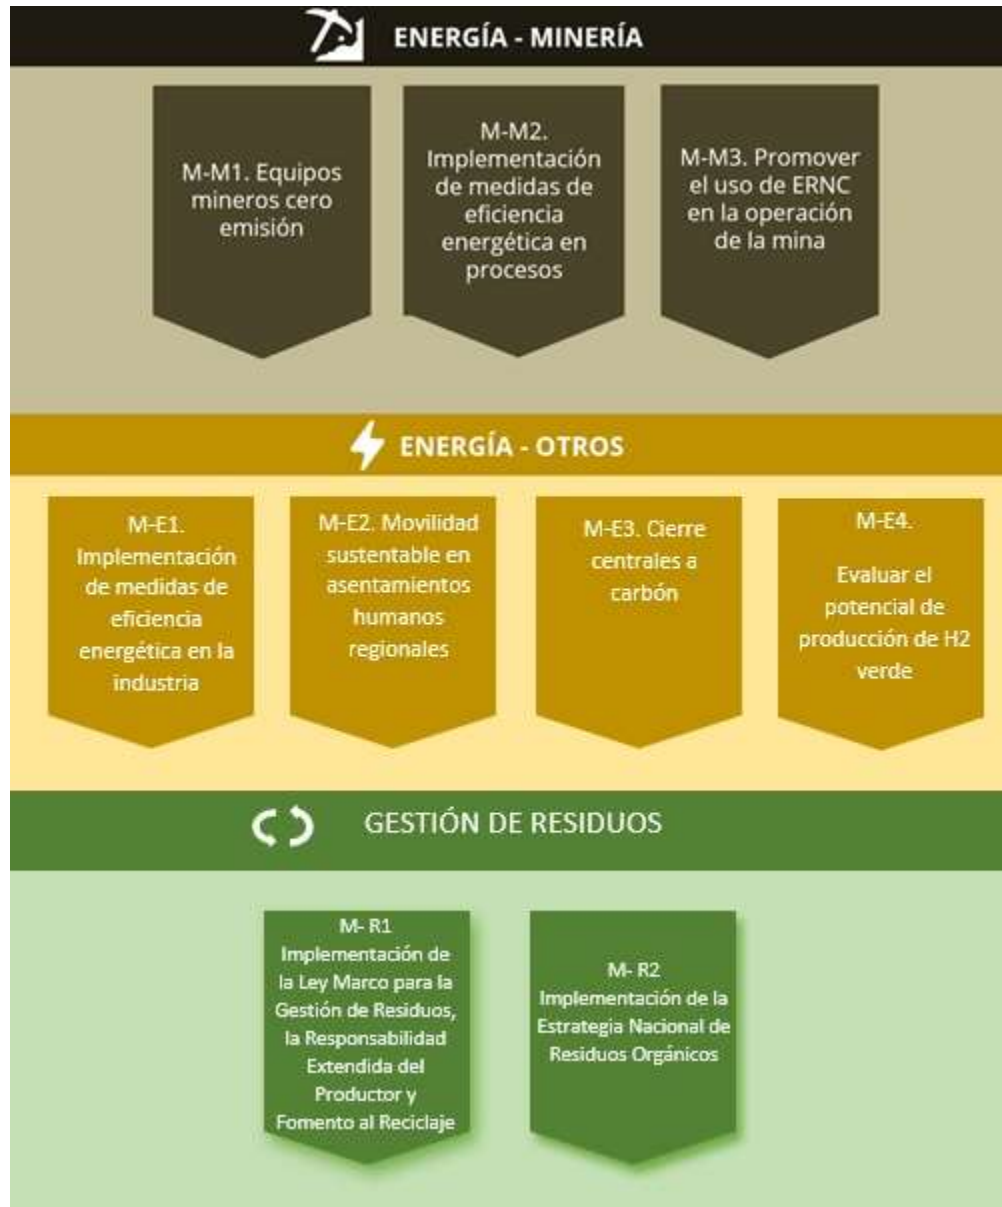 ENERGÍA - MINERÍA
M-M1. Equipos
mineros cero
emisión
M-M2.
Implementación
de medidas de
eficiencia
energética en
procesos
M-M3. Promover
el uso de ERNC
en la operación
de la mina
ENERGÍA - OTROS
M-E1.
Implementación
de medidas de
eficiencia
energética en la
industria
M-E2. Movilidad
sustentable en
asentamientos
humanos
regionales
M-E3. Cierre
centrales a
carbón
M-E4.
Evaluar el
potencial de
producción de H2
verde
GESTIÓN DE RESIDUOS
M- R1
Implementación de
la Ley Marco para la
Gestión de Residuos,
la Responsabilidad
Extendida del
Productor y
Fomento al Reciclaje
M- R2
Implementación de la
Estrategia Nacional de
Residuos Orgánicos